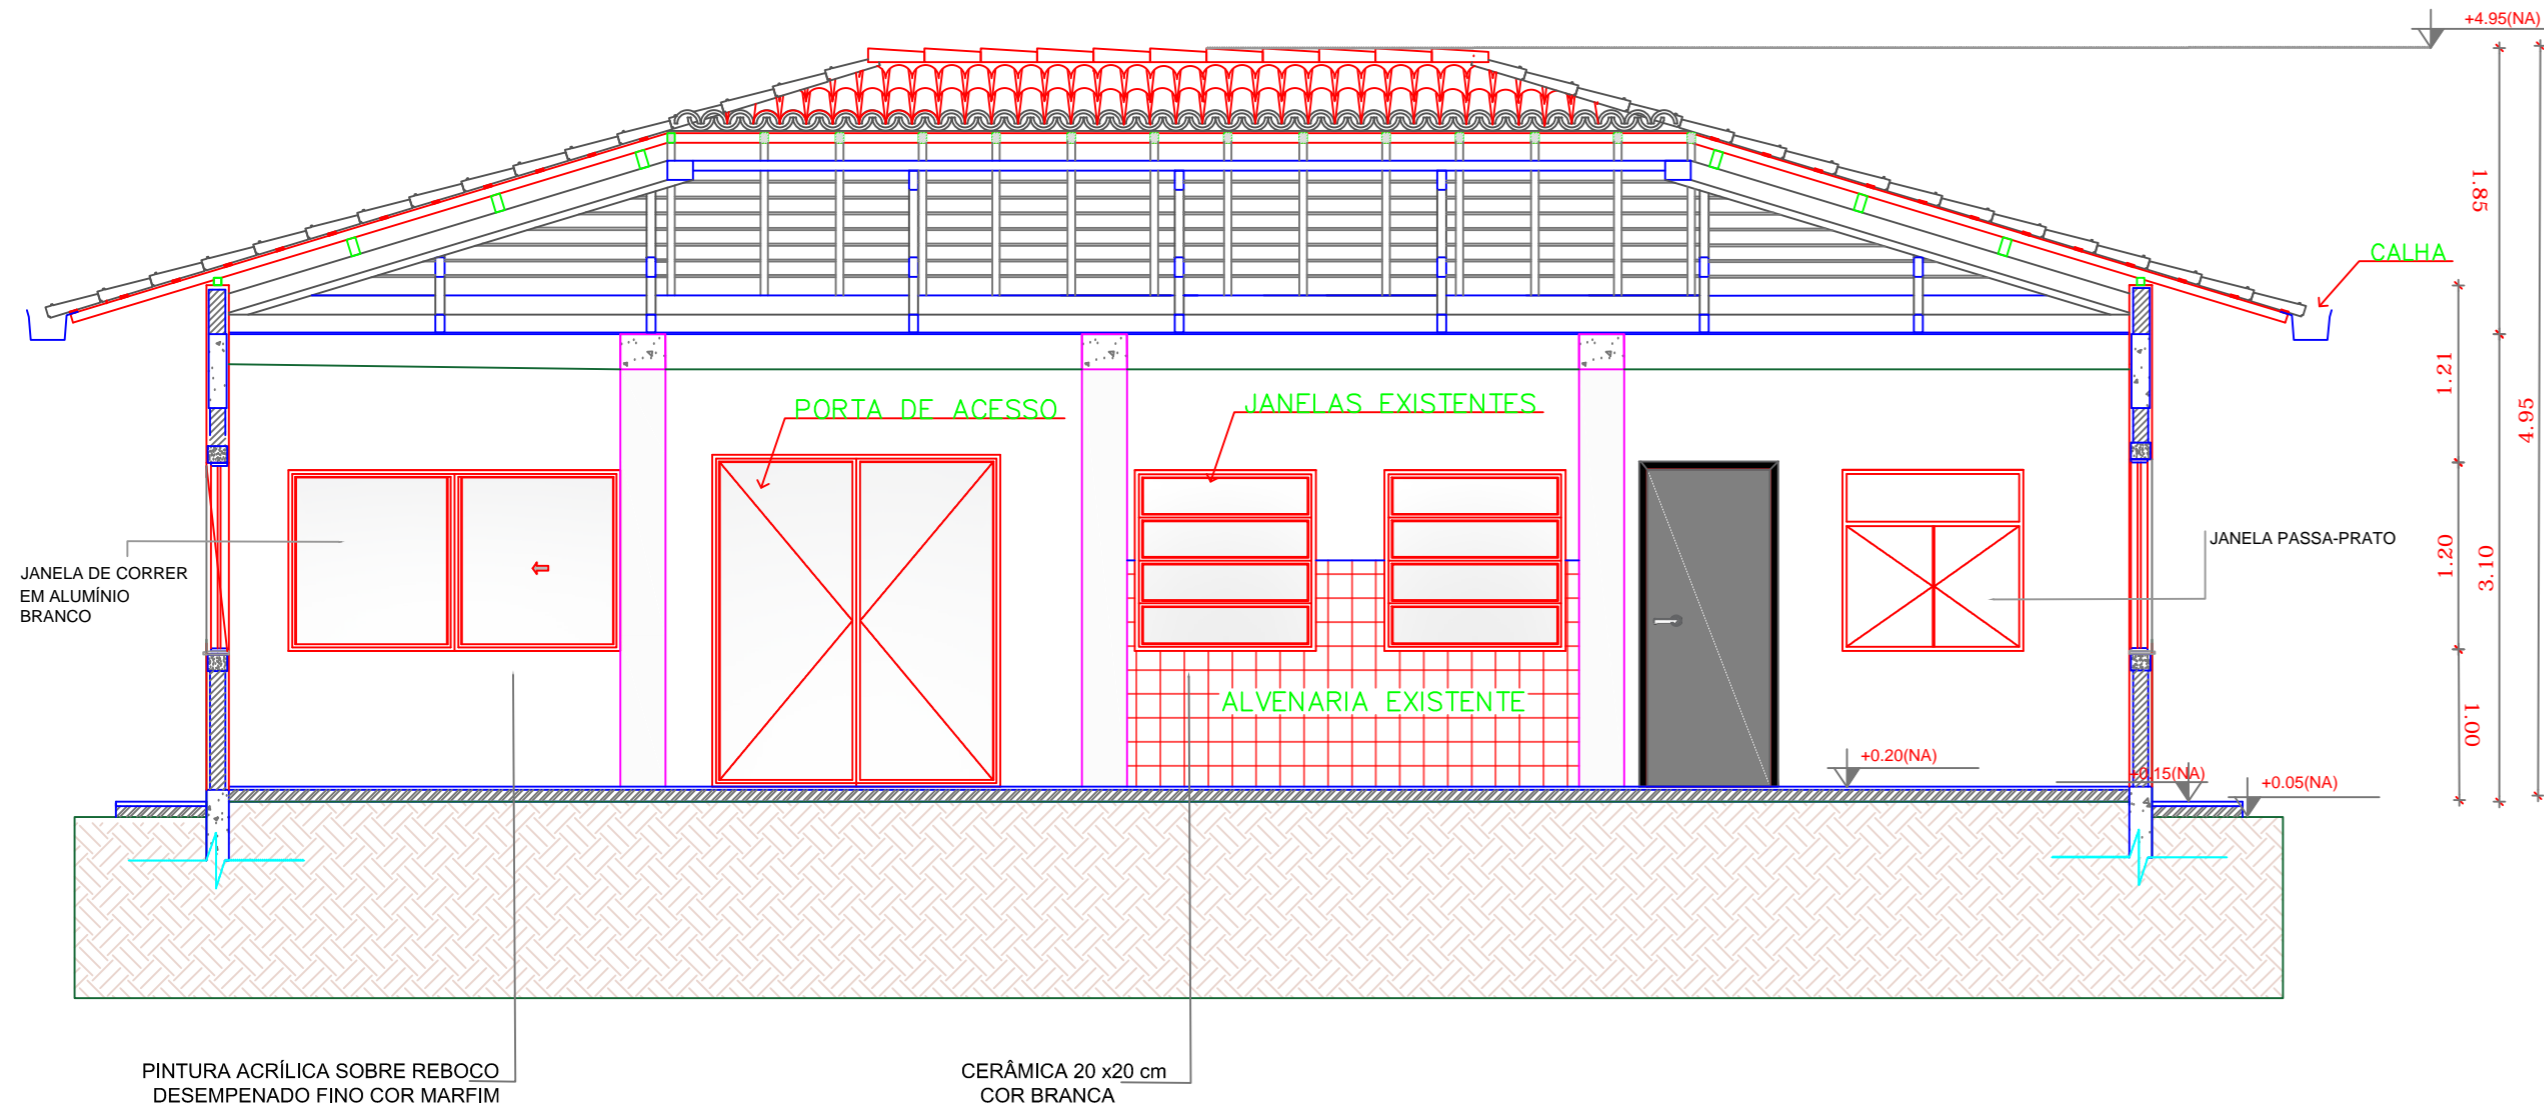 +4.95(NA)
1.85
CALHA
1.21
4.95
PORTA DE ACESSO
JANELAS EXISTENTES
JANELA PASSA-PRATO
1.20
3.10
JANELA DE CORRER
EM ALUMÍNIO
BRANCO
ALVENARIA EXISTENTE
1.00
+0.20(NA)
+0.15(NA)
+0.05(NA)
PINTURA ACRÍLICA SOBRE REBOCO
DESEMPENADO FINO COR MARFIM
CERÂMICA 20 x20 cm
COR BRANCA